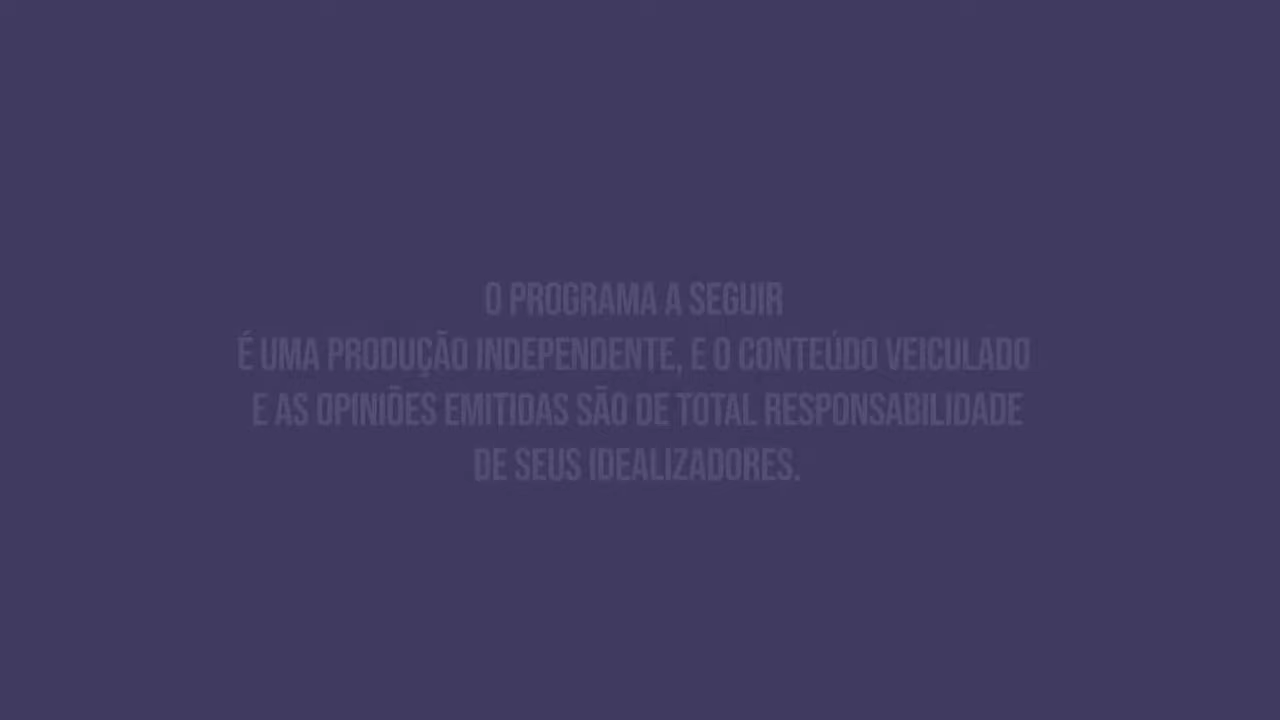 O PROGRAMA A SEGUIR
É UMA PRODUÇÃO INDEPENDENTE, E O CONTEÚDO VEICULADO
E AS OPINIÕES EMITIDAS SÃO DE TOTAL RESPONSABILIDADE
DE SEUS IDEALIZADORES.